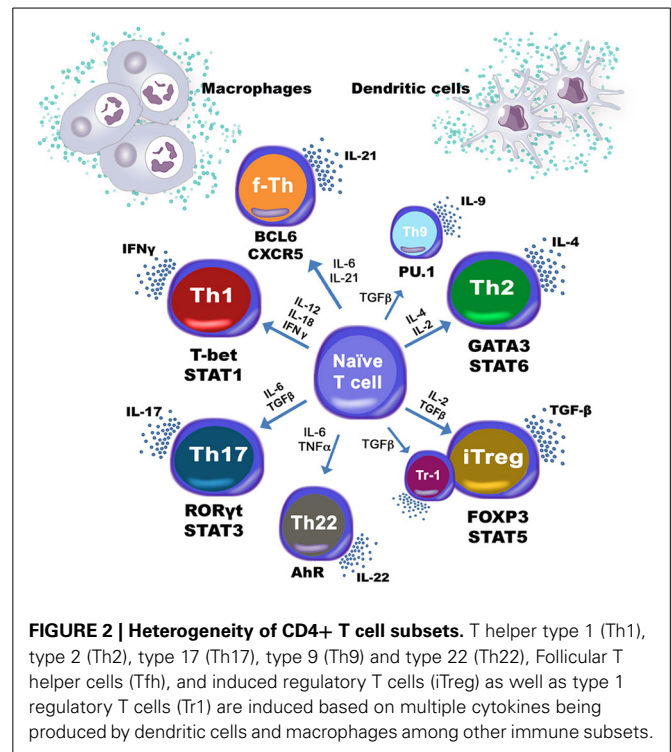 Macrophages
Dendritic cells
IL-21
f-Th
BCL6
CXCR5
IL-9
Th9
PU.1
IFNγ
Th1
T-bet
STAT1
IL-6
IL-21
TGFβ
IL-4
Th2
GATA3
STAT6
IL-12
IL-18
IFNγ
IL-4
IL-2
Naïve
T cell
IL-17
Th17
RORγt
STAT3
IL-6
TGFβ
IL-6
TNFα
TGFβ
IL-2
TGFβ
TGF-β
Tr-1
iTreg
FOXP3
STAT5
Th22
AhR
IL-22
FIGURE 2 | Heterogeneity of CD4+ T cell subsets. T helper type 1 (Th1),
type 2 (Th2), type 17 (Th17), type 9 (Th9) and type 22 (Th22), Follicular T
helper cells (Tfh), and induced regulatory T cells (iTreg) as well as type 1
regulatory T cells (Tr1) are induced based on multiple cytokines being
produced by dendritic cells and macrophages among other immune subsets.